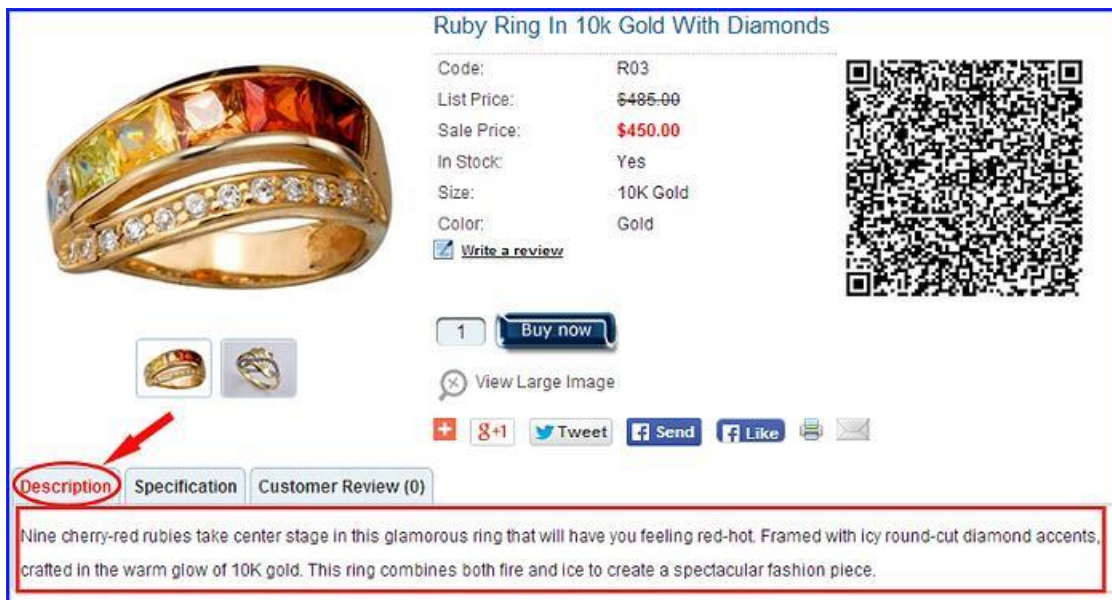 Ruby Ring In 10k Gold With Diamonds
Code: R03
List Price: $485.00
Sale Price: $450.00
In Stock: Yes
Size: 10K Gold
Color: Gold
Write a review
1 Buy now
View Large Image
g+1 Tweet Send Like
Description Specification Customer Review (0)
Nine cherry-red rubies take center stage in this glamorous ring that will have you feeling red-hot. Framed with icy round-cut diamond accents,
crafted in the warm glow of 10K gold. This ring combines both fire and ice to create a spectacular fashion piece.